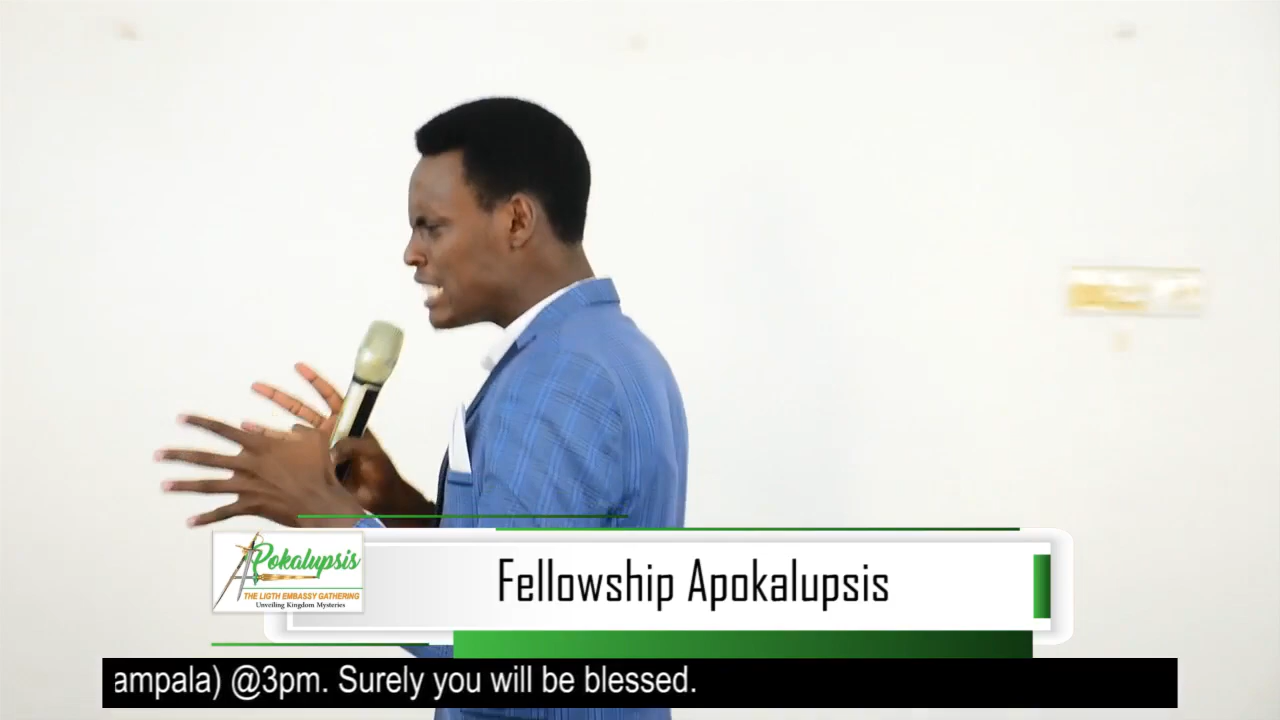 APokalupsis
THE LIGTH EMBASSY GATHERING
Unveiling Kingdom Mysteries
Fellowship Apokalupsis
ampala) @3pm. Surely you will be blessed.